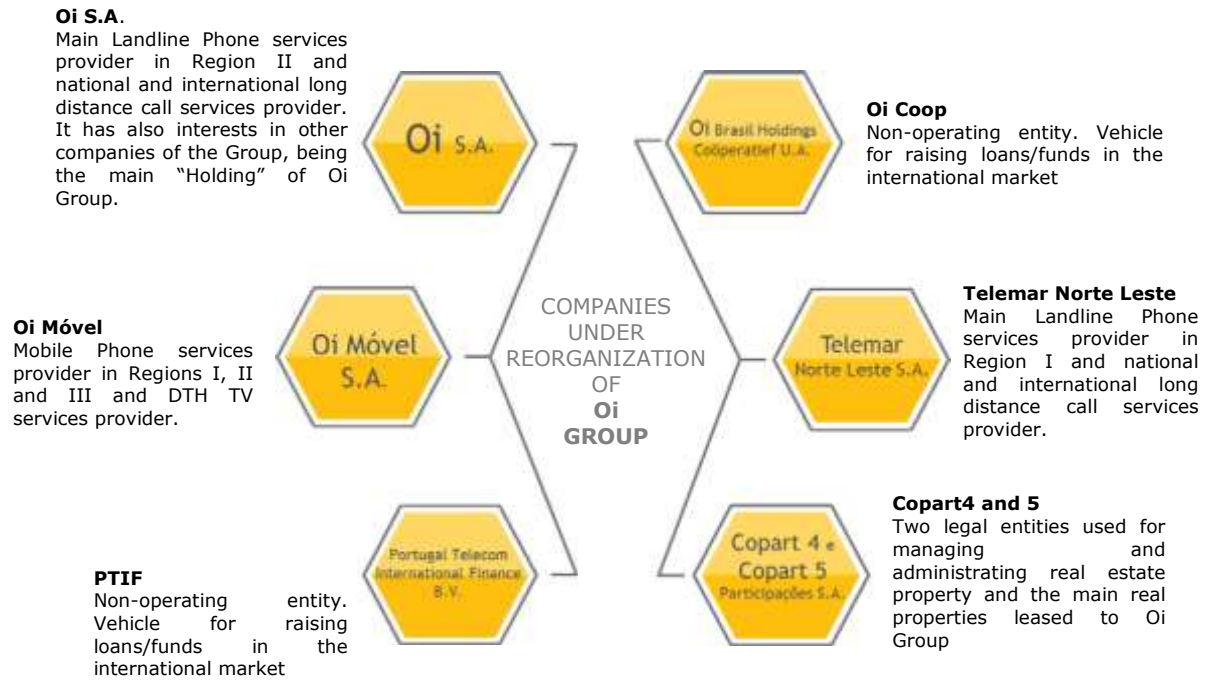 Oi S.A.
Main Landline Phone services
provider in Region II and
national and international long
distance call services provider.
It has also interests in other
companies of the Group, being
the main “Holding” of Oi
Group.
Oi S.A.
Oi Brasil Holdings
Coöperatief U.A.
Oi Coop
Non-operating entity. Vehicle
for raising loans/funds in the
international market
Oi Móvel
Mobile Phone services
provider in Regions I, II
and III and DTH TV
services provider.
Oi Móvel
S.A.
COMPANIES
UNDER
REORGANIZATION
OF
Oi
GROUP
Telemar
Norte Leste S.A.
Telemar Norte Leste
Main Landline Phone
services provider in
Region I and national
and international long
distance call services
provider.
PTIF
Non-operating entity.
Vehicle for raising
loans/funds in the
international market
Portugal Telecom
International Finance
B.V.
Copart 4 e
Copart 5
Participações S.A.
Copart4 and 5
Two legal entities used for
managing and
administrating real estate
property and the main real
properties leased to Oi
Group